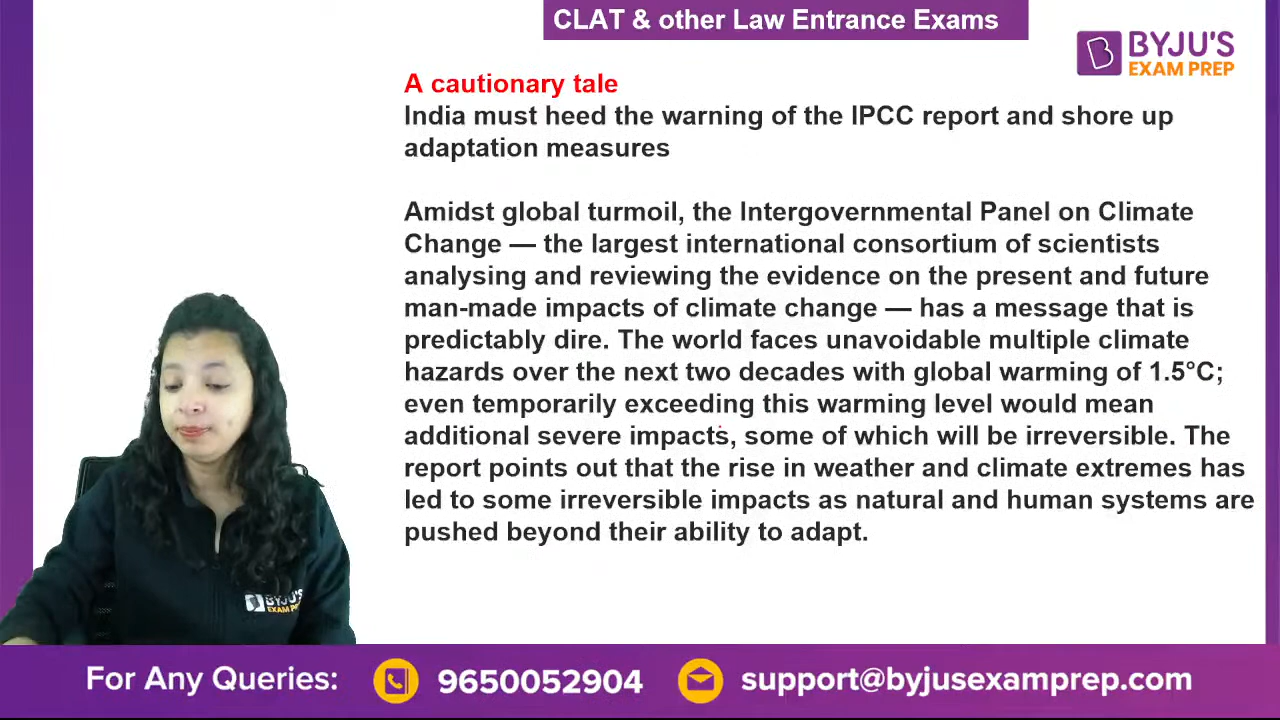 CLAT & other Law Entrance Exams
BYJU'S
EXAM PREP
A cautionary tale
India must heed the warning of the IPCC report and shore up
adaptation measures
Amidst global turmoil, the Intergovernmental Panel on Climate
Change — the largest international consortium of scientists
analysing and reviewing the evidence on the present and future
man-made impacts of climate change — has a message that is
predictably dire. The world faces unavoidable multiple climate
hazards over the next two decades with global warming of 1.5°C;
even temporarily exceeding this warming level would mean
additional severe impacts, some of which will be irreversible. The
report points out that the rise in weather and climate extremes has
led to some irreversible impacts as natural and human systems are
pushed beyond their ability to adapt.
BYJU'S
EXAM PREP
For Any Queries: 9650052904 support@byjusexamprep.com